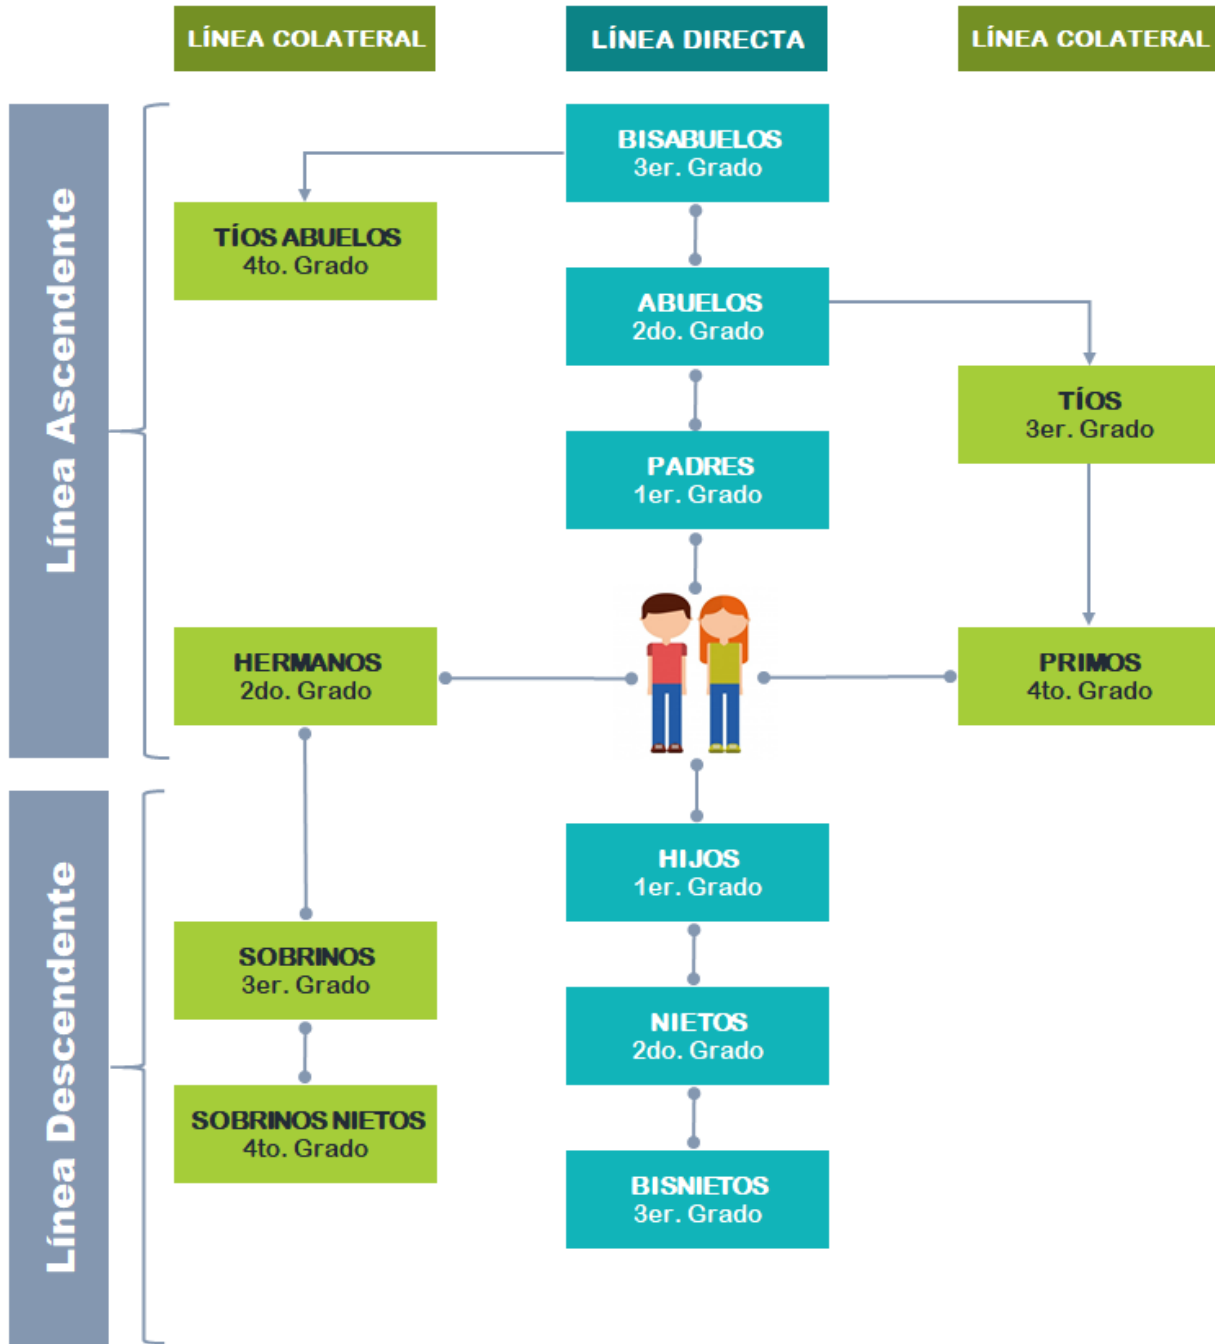 LÍNEA COLATERAL
LÍNEA DIRECTA
LÍNEA COLATERAL
Línea Ascendente
BISABUELOS
3er. Grado
TÍOS ABUELOS
4to. Grado
ABUELOS
2do. Grado
TÍOS
3er. Grado
PADRES
1er. Grado
HERMANOS
2do. Grado
PRIMOS
4to. Grado
Línea Descendente
HIJOS
1er. Grado
SOBRINOS
3er. Grado
NIETOS
2do. Grado
SOBRINOS NIETOS
4to. Grado
BISNIETOS
3er. Grado